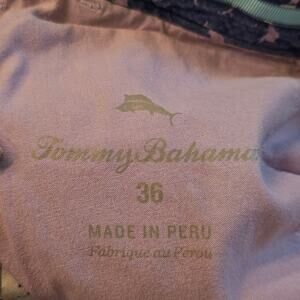 Tommy Bahama
36
MADE IN PERU
Fabriqué au Pérou